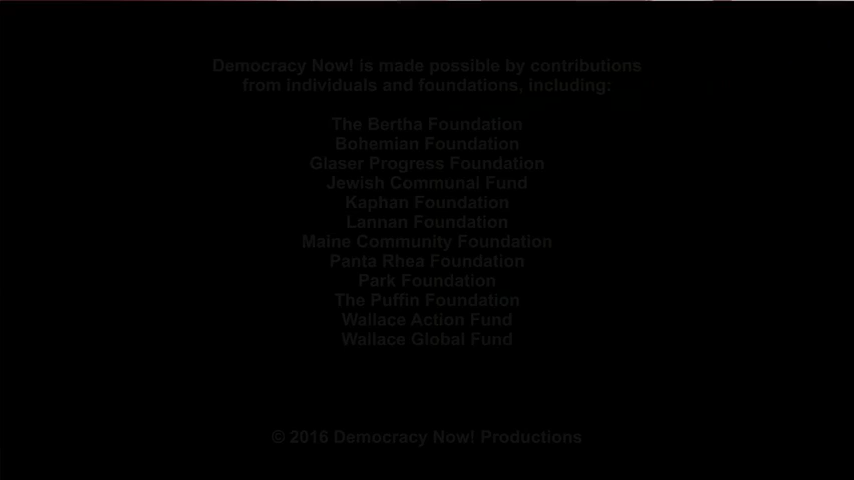 Democracy Now! is made possible by contributions
from individuals and foundations, including:
The Bertha Foundation
Bohemian Foundation
Glaser Progress Foundation
Jewish Communal Fund
Kaphan Foundation
Lannan Foundation
Maine Community Foundation
Panta Rhea Foundation
Park Foundation
The Puffin Foundation
Wallace Action Fund
Wallace Global Fund
© 2016 Democracy Now! Productions